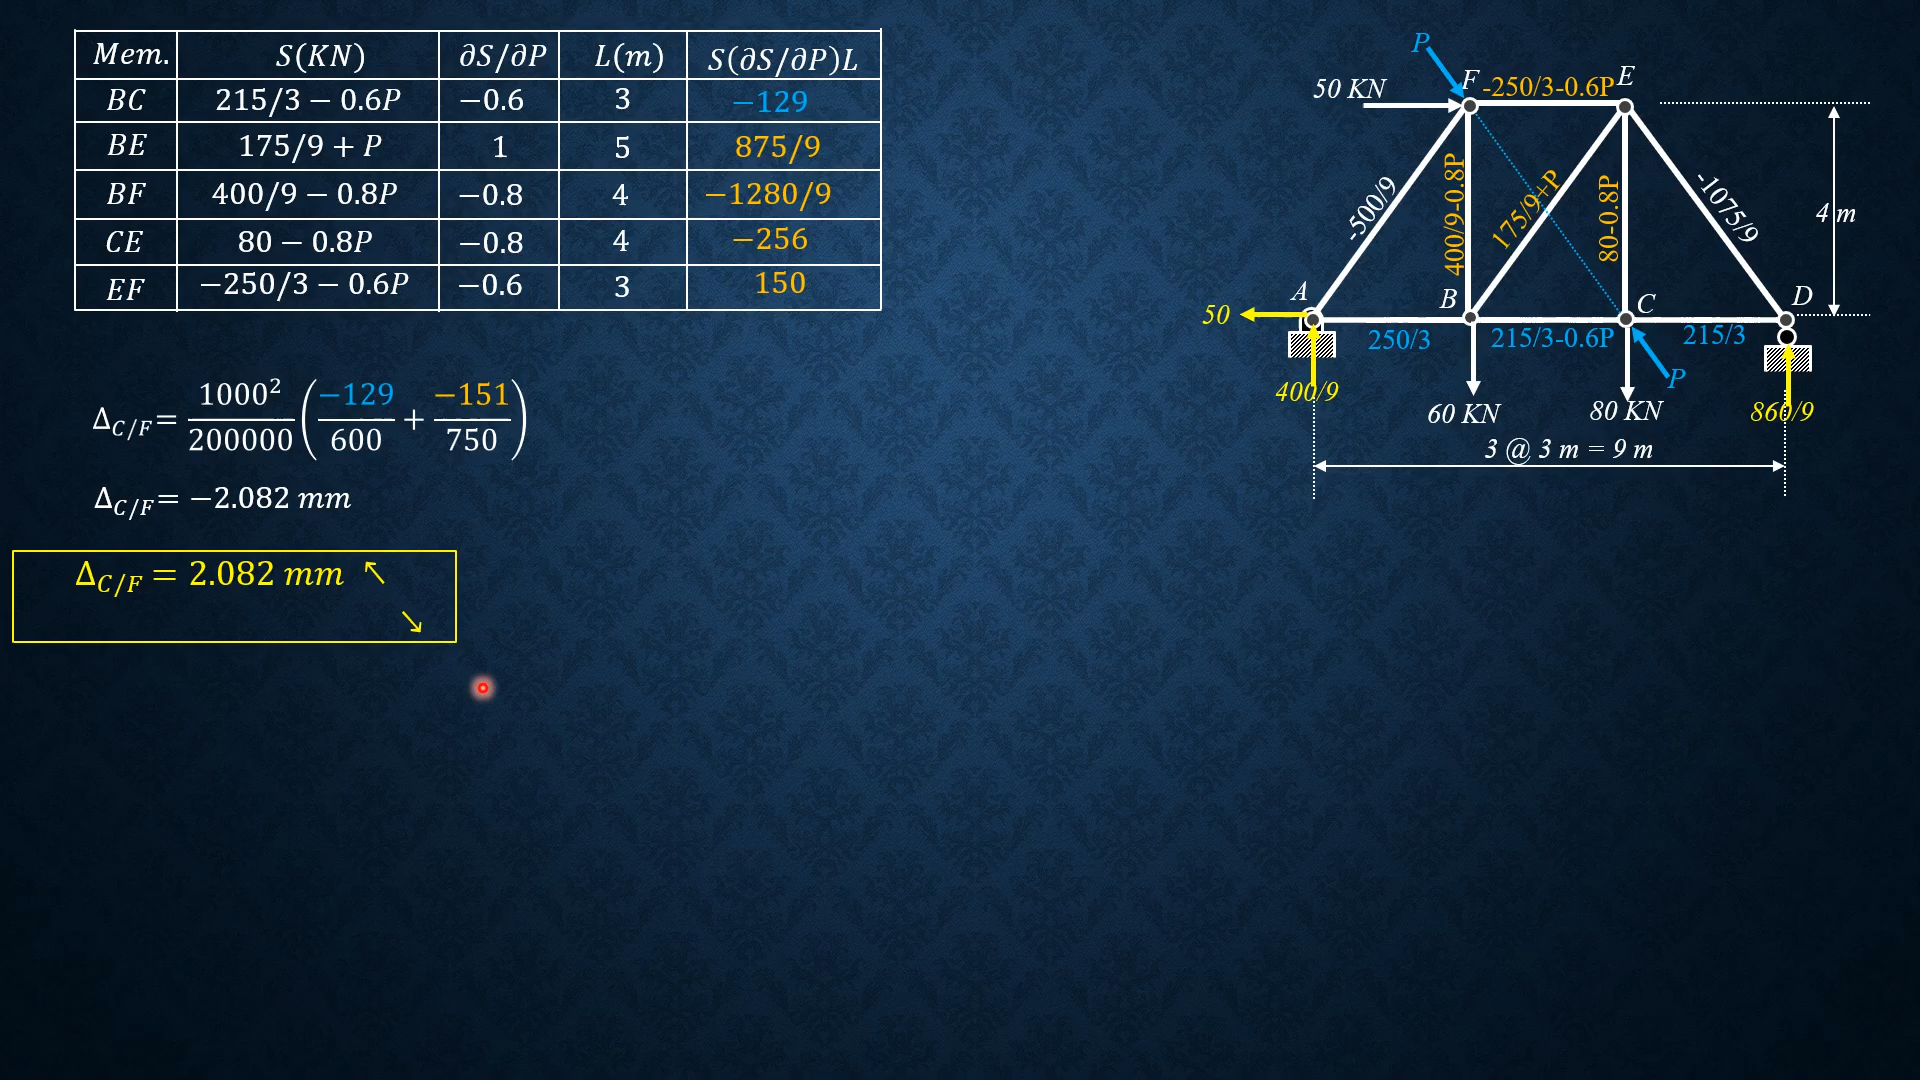 Mem. S(KN) ∂S/∂P L(m) S(∂S/∂P)L
BC 215/3 − 0.6P −0.6 3 −129
BE 175/9 + P 1 5 875/9
BF 400/9 − 0.8P −0.8 4 −1280/9
CE 80 − 0.8P −0.8 4 −256
EF −250/3 − 0.6P −0.6 3 150
Δ_{C/F} = 1000²/200000 (−129/600 + −151/750)
Δ_{C/F} = −2.082 mm
Δ_{C/F} = 2.082 mm ↖
↘
P
50 KN
F
-250/3-0.6P
E
-500/9
400/9-0.8P
175/9+P
80-0.8P
-1075/9
4 m
A
B
C
D
50
250/3
215/3-0.6P
215/3
P
400/9
60 KN
80 KN
860/9
3 @ 3 m = 9 m